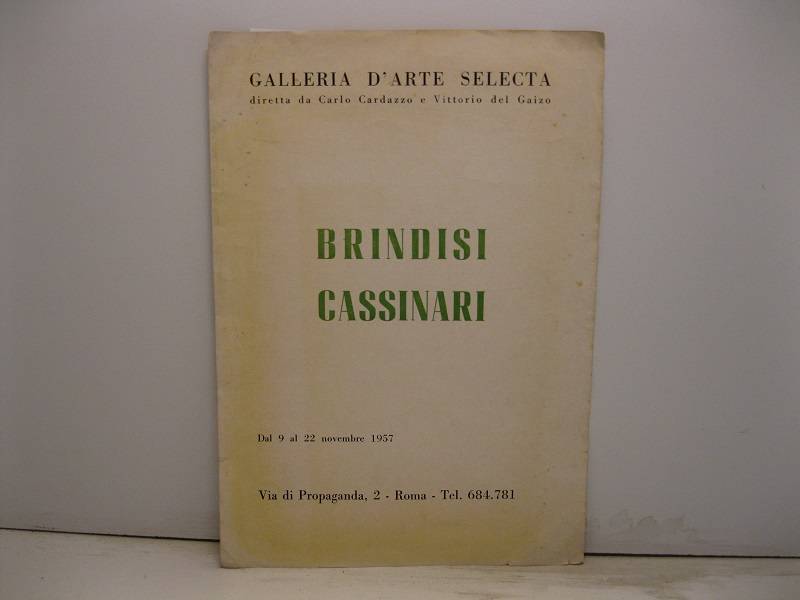 GALLERIA D'ARTE SELECTA
diretta da Carlo Cardazzo e Vittorio del Gaizo
BRINDISI
CASSINARI
Dal 9 al 22 novembre 1957
Via di Propaganda, 2 - Roma - Tel. 684.781